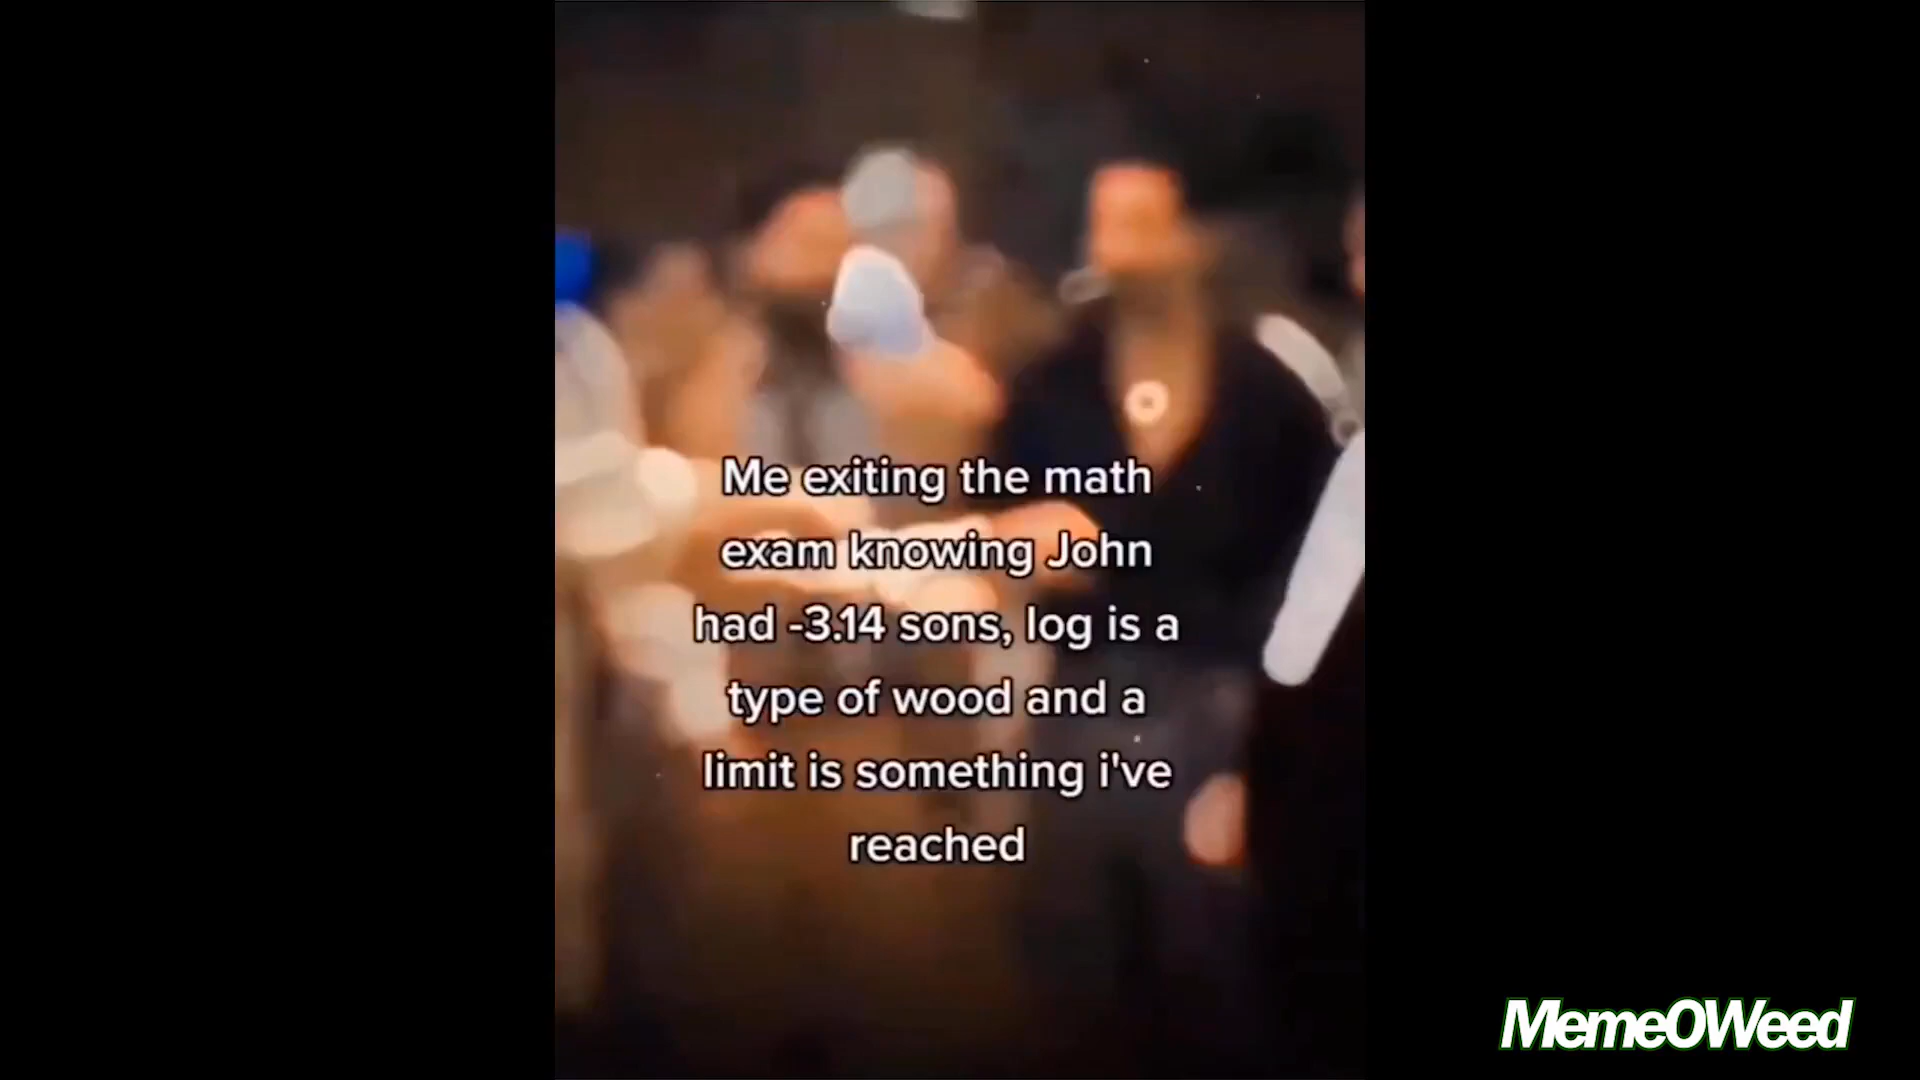 Me exiting the math
exam knowing John
had -3.14 sons, log is a
type of wood and a
limit is something i've
reached
MemeOWeed